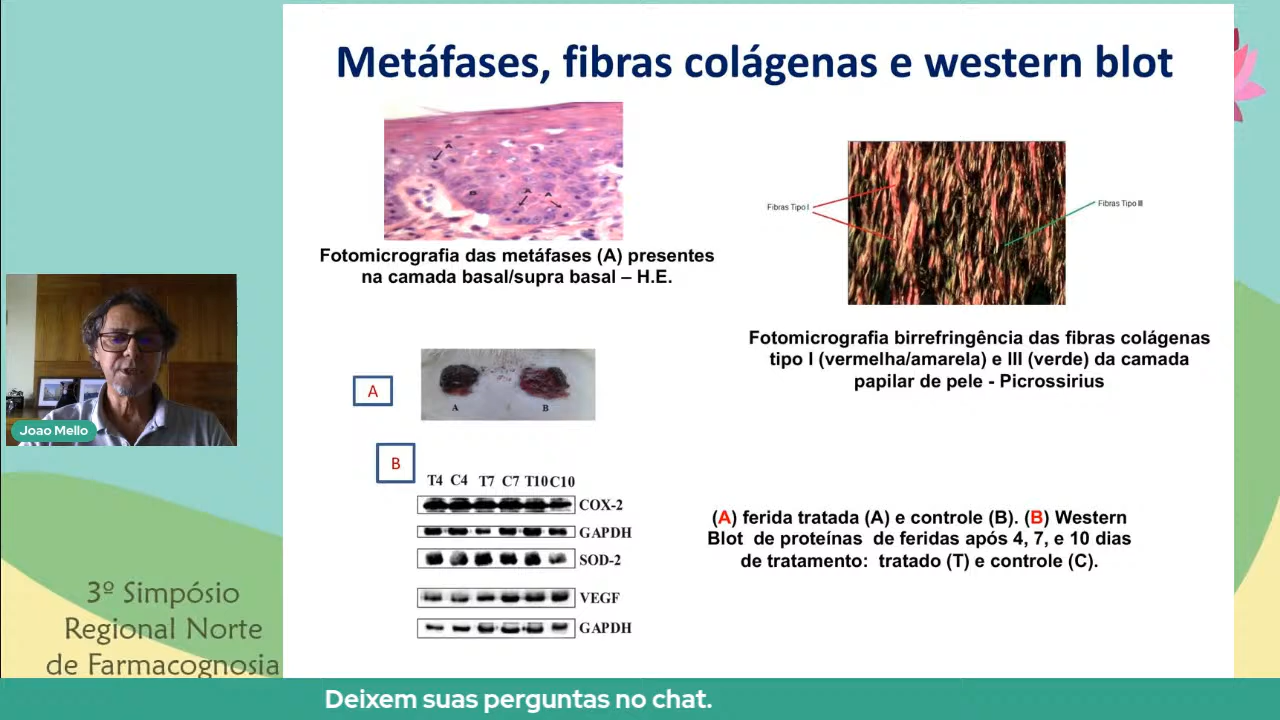 Metáfases, fibras colágenas e western blot
A
B
A
A
Fotomicrografia das metáfases (A) presentes
na camada basal/supra basal – H.E.
Fibras Tipo I
Fibras Tipo III
Fotomicrografia birrefringência das fibras colágenas
tipo I (vermelha/amarela) e III (verde) da camada
papilar de pele - Picrossirius
A
A
B
B
T4 C4 T7 C7 T10 C10
COX-2
GAPDH
SOD-2
VEGF
GAPDH
(A) ferida tratada (A) e controle (B). (B) Western
Blot de proteínas de feridas após 4, 7, e 10 dias
de tratamento: tratado (T) e controle (C).
Joao Mello
3º Simpósio
Regional Norte
de Farmacognosia
Deixem suas perguntas no chat.